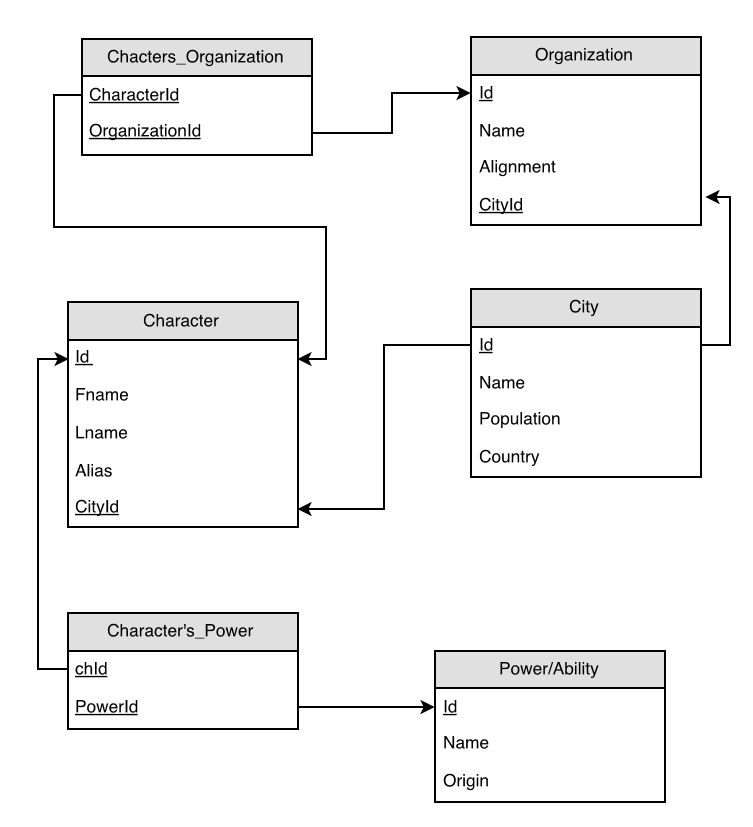 Chacters_Organization
CharacterId
OrganizationId
Organization
Id
Name
Alignment
CityId
Character
Id
Fname
Lname
Alias
CityId
City
Id
Name
Population
Country
Character's_Power
chId
PowerId
Power/Ability
Id
Name
Origin